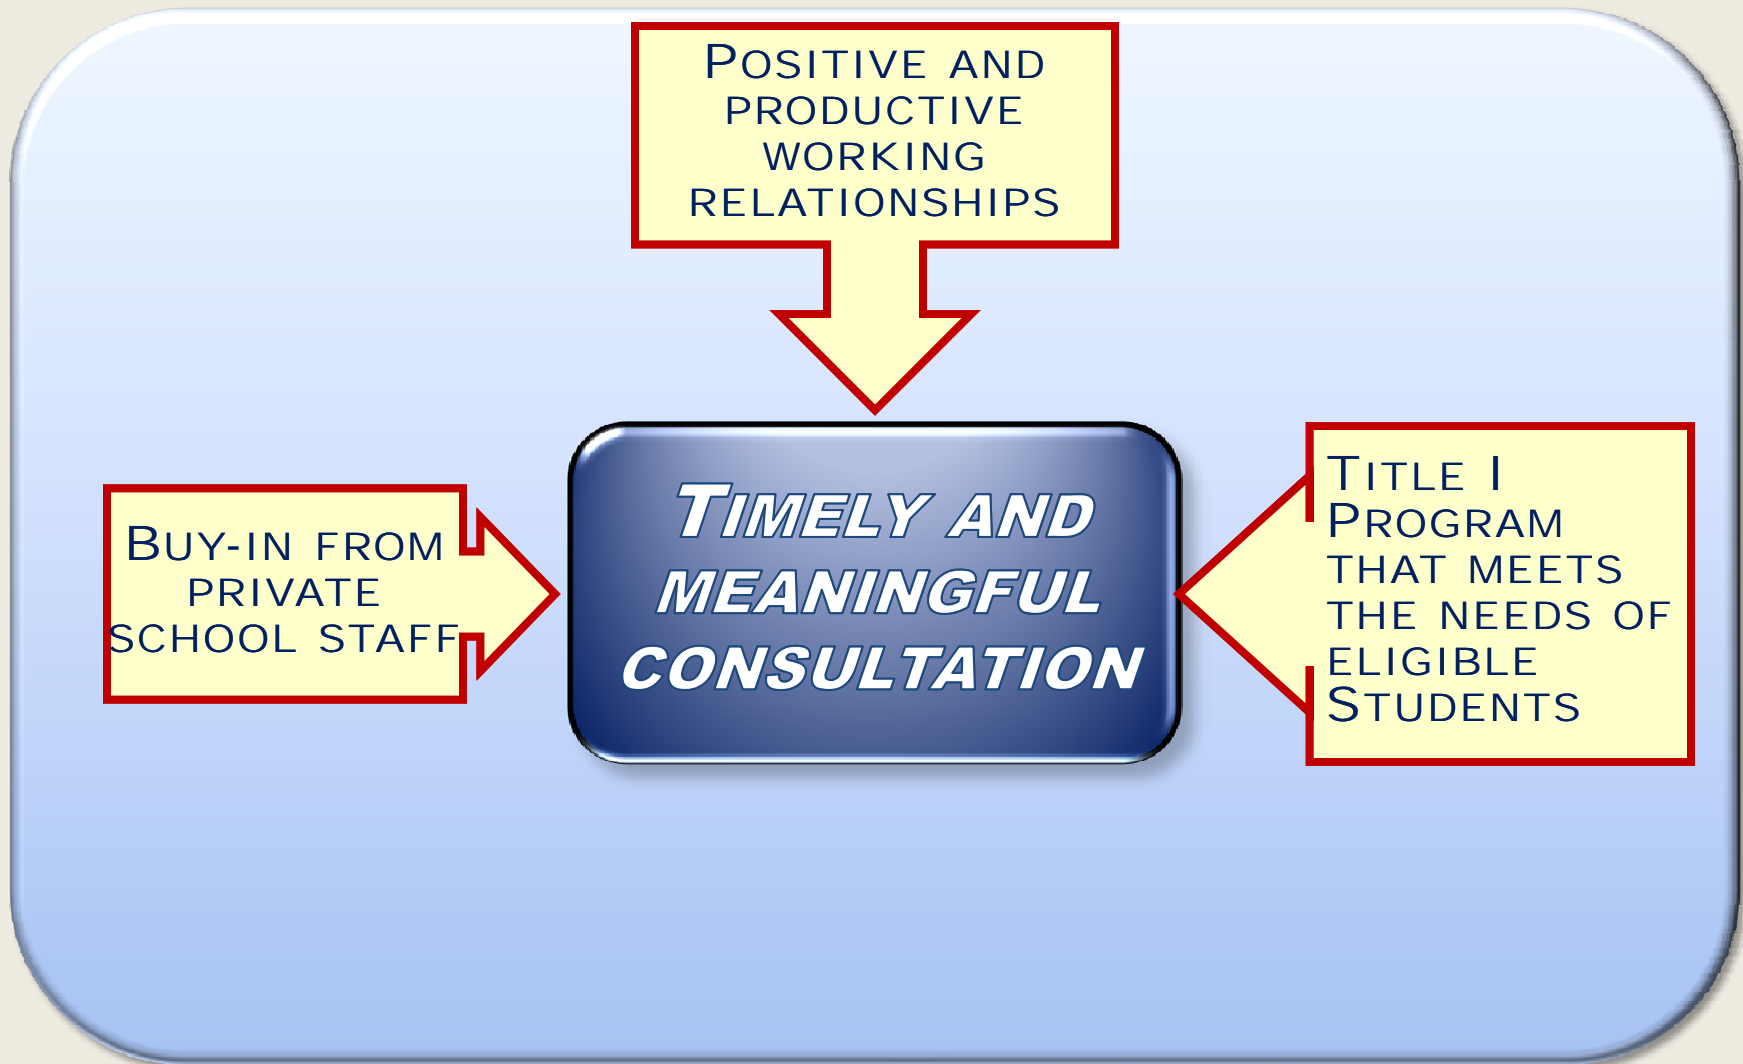 Positive and
productive
working
relationships
Buy-in from
private
school staff
Timely and
meaningful
consultation
Title I
Program
that meets
the needs of
eligible
Students